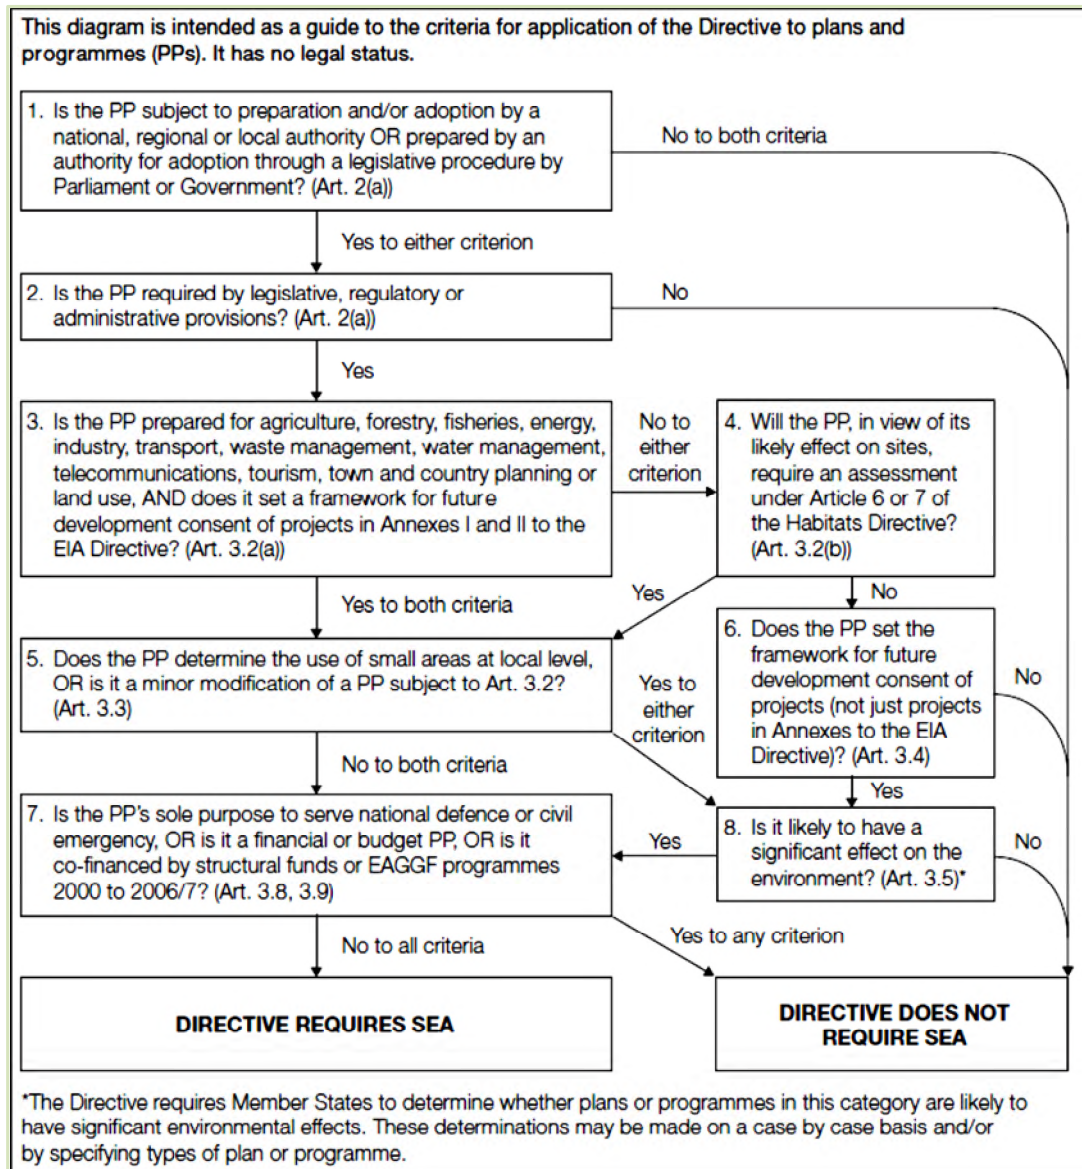 This diagram is intended as a guide to the criteria for application of the Directive to plans and
programmes (PPs). It has no legal status.
1. Is the PP subject to preparation and/or adoption by a
national, regional or local authority OR prepared by an
authority for adoption through a legislative procedure by
Parliament or Government? (Art. 2(a))
No to both criteria
Yes to either criterion
2. Is the PP required by legislative, regulatory or
administrative provisions? (Art. 2(a))
No
Yes
3. Is the PP prepared for agriculture, forestry, fisheries, energy,
industry, transport, waste management, water management,
telecommunications, tourism, town and country planning or
land use, AND does it set a framework for future
development consent of projects in Annexes I and II to the
EIA Directive? (Art. 3.2(a))
No to
either
criterion
4. Will the PP, in view of its
likely effect on sites,
require an assessment
under Article 6 or 7 of
the Habitats Directive?
(Art. 3.2(b))
Yes to both criteria
Yes
No
5. Does the PP determine the use of small areas at local level,
OR is it a minor modification of a PP subject to Art. 3.2?
(Art. 3.3)
Yes to
either
criterion
6. Does the PP set the
framework for future
development consent of
projects (not just projects
in Annexes to the EIA
Directive)? (Art. 3.4)
No
No to both criteria
Yes
7. Is the PP's sole purpose to serve national defence or civil
emergency, OR is it a financial or budget PP, OR is it
co-financed by structural funds or EAGGF programmes
2000 to 2006/7? (Art. 3.8, 3.9)
Yes
8. Is it likely to have a
significant effect on the
environment? (Art. 3.5)*
No
No to all criteria
Yes to any criterion
DIRECTIVE REQUIRES SEA
DIRECTIVE DOES NOT
REQUIRE SEA
*The Directive requires Member States to determine whether plans or programmes in this category are likely to
have significant environmental effects. These determinations may be made on a case by case basis and/or
by specifying types of plan or programme.